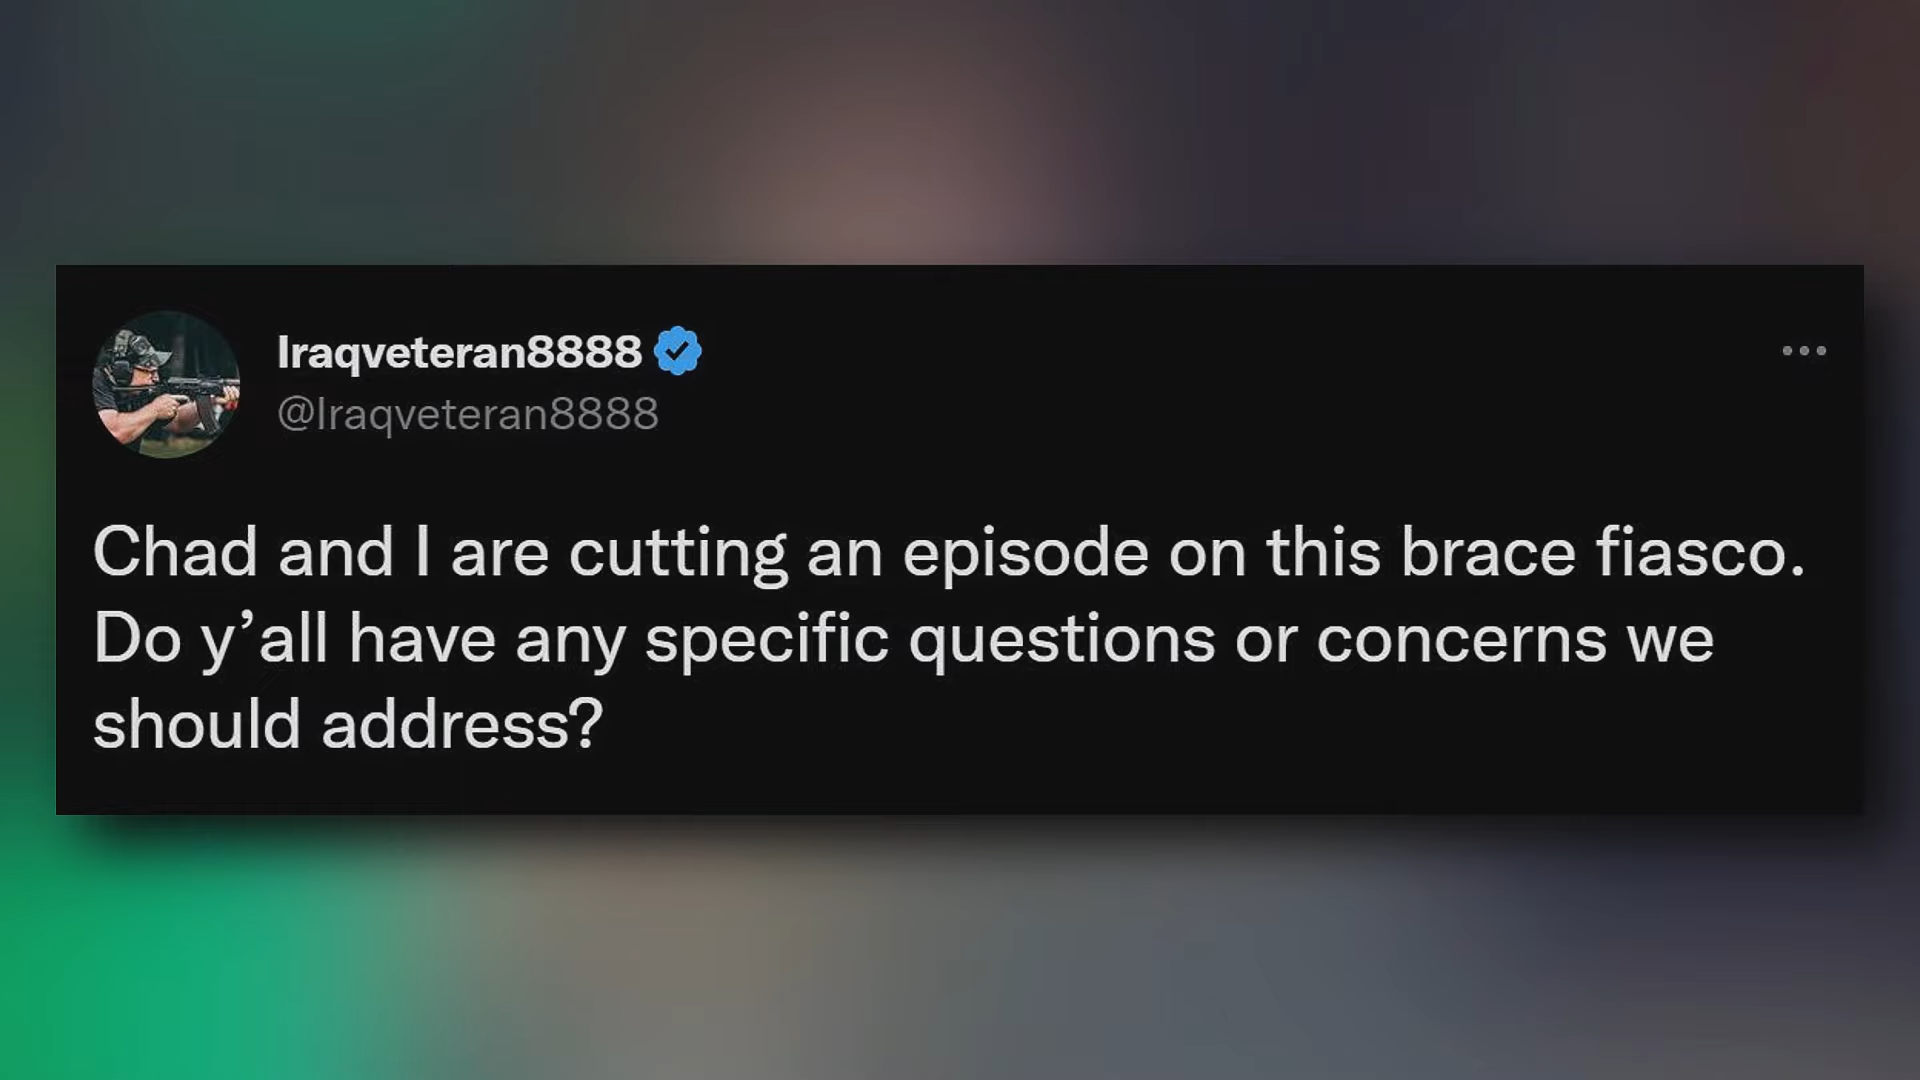 Iraqveteran8888
@Iraqveteran8888
Chad and I are cutting an episode on this brace fiasco.
Do y’all have any specific questions or concerns we
should address?